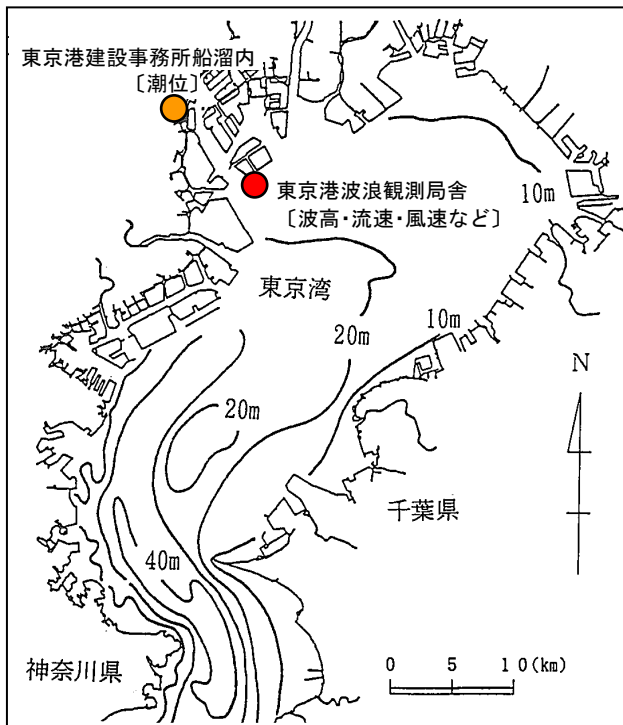 東京港建設事務所船溜内
〔潮位〕
東京港波浪観測局舎
〔波高・流速・風速など〕
10m
東京湾
20m
10m
20m
N
千葉県
40m
神奈川県
0 5 10(km)